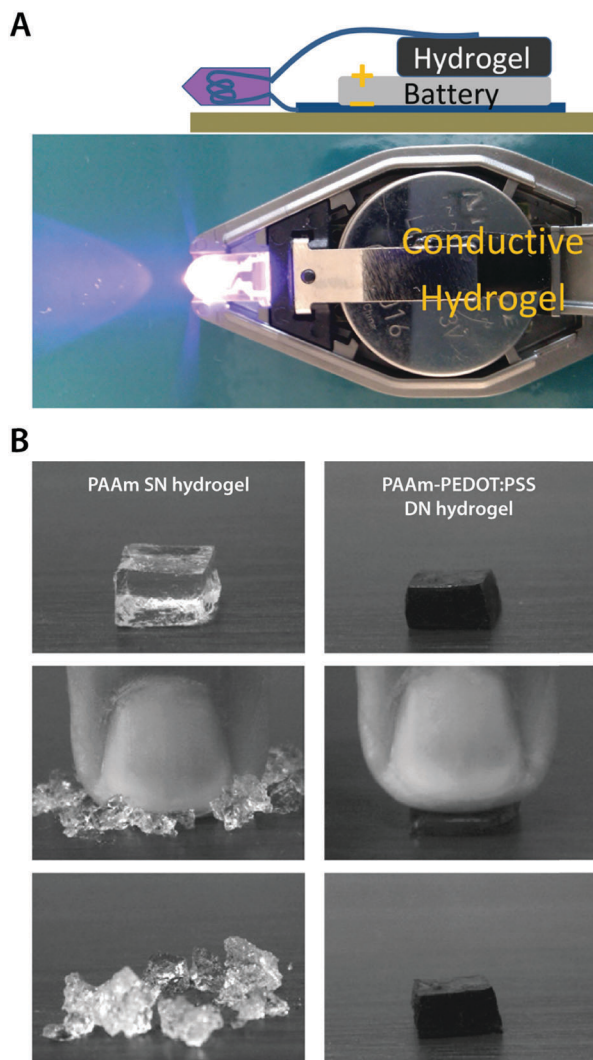 A
Hydrogel
+
Battery
−
Conductive
Hydrogel
B
PAAm SN hydrogel
PAAm-PEDOT:PSS
DN hydrogel